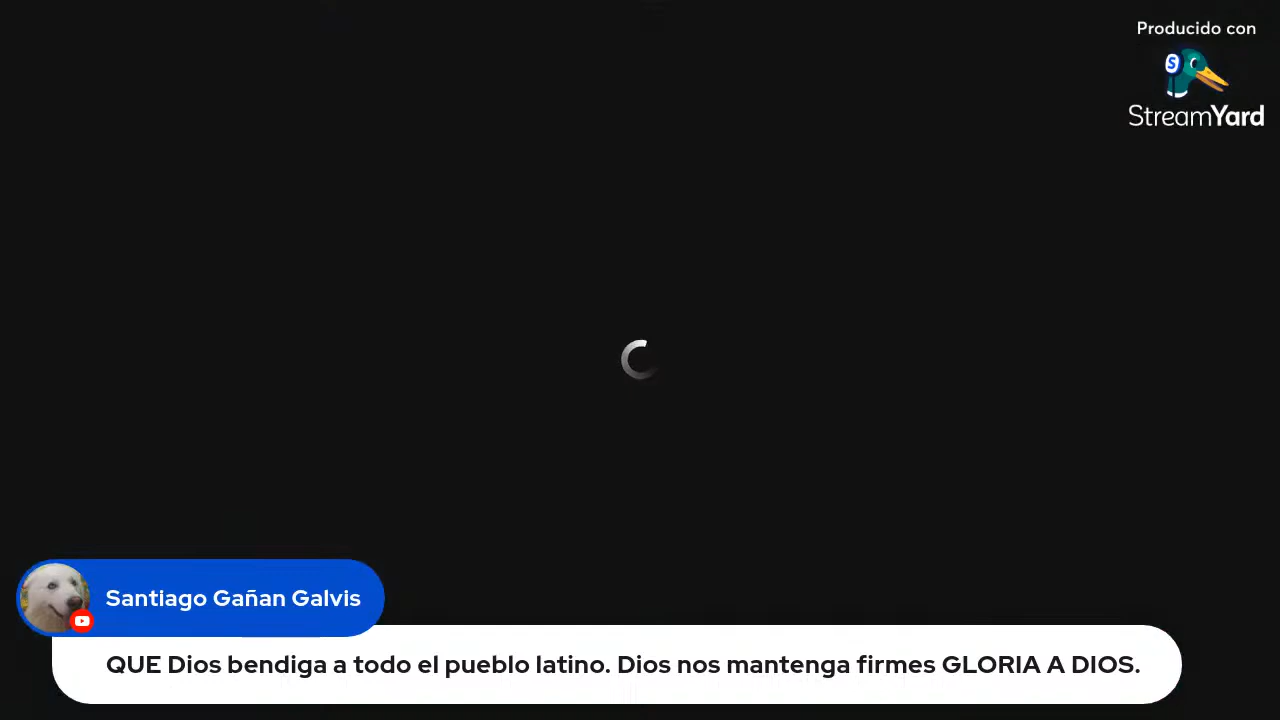 Producido con
StreamYard
Santiago Gañan Galvis
QUE Dios bendiga a todo el pueblo latino. Dios nos mantenga firmes GLORIA A DIOS.